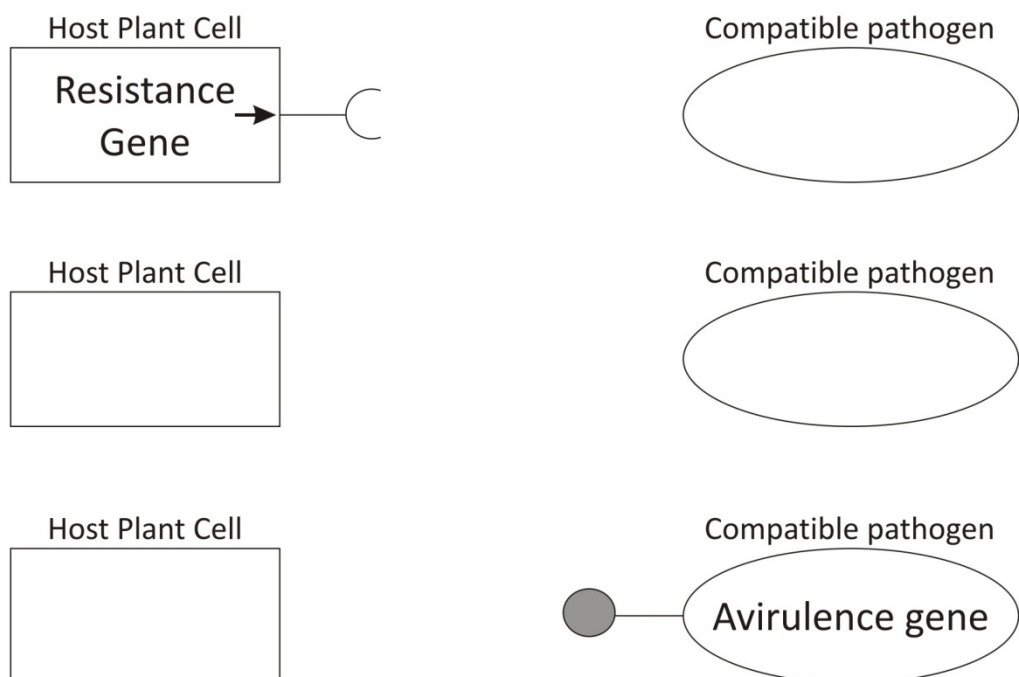 Host Plant Cell
Compatible pathogen
Resistance
Gene
Host Plant Cell
Compatible pathogen
Host Plant Cell
Compatible pathogen
Avirulence gene